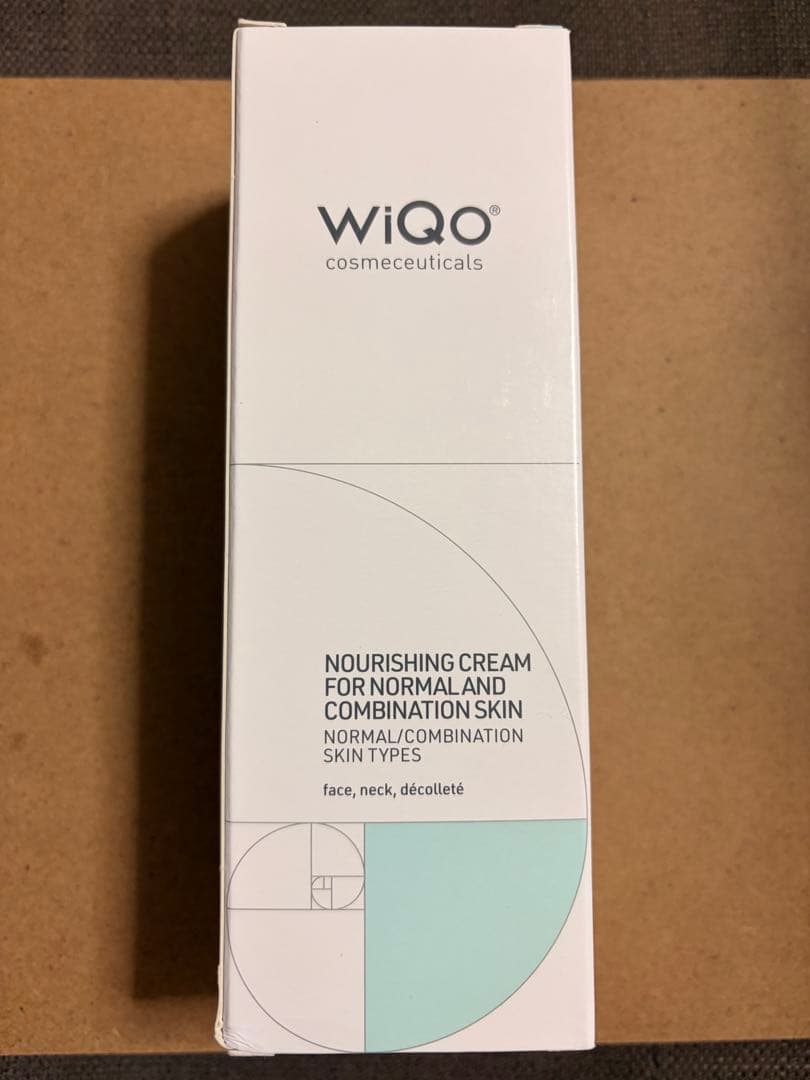 WiQo®
cosmeceuticals
NOURISHING CREAM
FOR NORMAL AND
COMBINATION SKIN
NORMAL/COMBINATION
SKIN TYPES
face, neck, décolleté